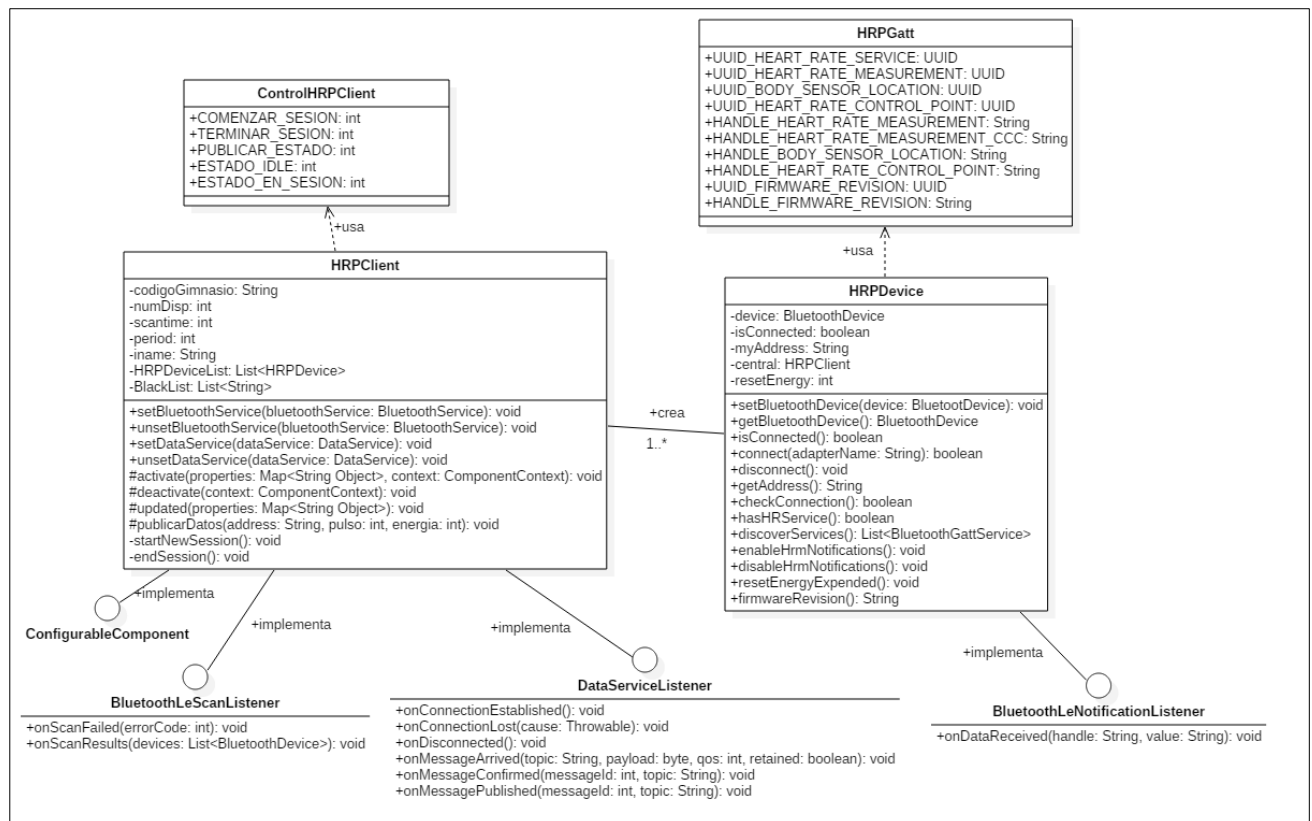 HRPGatt
+UUID_HEART_RATE_SERVICE: UUID
+UUID_HEART_RATE_MEASUREMENT: UUID
+UUID_BODY_SENSOR_LOCATION: UUID
+UUID_HEART_RATE_CONTROL_POINT: UUID
+HANDLE_HEART_RATE_MEASUREMENT: String
+HANDLE_HEART_RATE_MEASUREMENT_CCC: String
+HANDLE_BODY_SENSOR_LOCATION: String
+HANDLE_HEART_RATE_CONTROL_POINT: String
+UUID_FIRMWARE_REVISION: UUID
+HANDLE_FIRMWARE_REVISION: String
ControlHRPClient
+COMENZAR_SESION: int
+TERMINAR_SESION: int
+PUBLICAR_ESTADO: int
+ESTADO_IDLE: int
+ESTADO_EN_SESION: int
+usa
+usa
HRPClient
-codigoGimnasio: String
-numDisp: int
-scantime: int
-period: int
-iname: String
-HRPDeviceList: List<HRPDevice>
-BlackList: List<String>
+setBluetoothService(bluetoothService: BluetoothService): void
+unsetBluetoothService(bluetoothService: BluetoothService): void
+setDataService(dataService: DataService): void
+unsetDataService(dataService: DataService): void
#activate(properties: Map<String Object>, context: ComponentContext): void
#deactivate(context: ComponentContext): void
#updated(properties: Map<String Object>): void
#publicarDatos(address: String, pulso: int, energia: int): void
-startNewSession(): void
-endSession(): void
+crea
1..*
HRPDevice
-device: BluetoothDevice
-isConnected: boolean
-myAddress: String
-central: HRPClient
-resetEnergy: int
+setBluetoothDevice(device: BluetootDevice): void
+getBluetoothDevice(): BluetoothDevice
+isConnected(): boolean
+connect(adapterName: String): boolean
+disconnect(): void
+getAddress(): String
+checkConnection(): boolean
+hasHRService(): boolean
+discoverServices(): List<BluetoothGattService>
+enableHrmNotifications(): void
+disableHrmNotifications(): void
+resetEnergyExpended(): void
+firmwareRevision(): String
+implementa
ConfigurableComponent
+implementa
BluetoothLeScanListener
+onScanFailed(errorCode: int): void
+onScanResults(devices: List<BluetoothDevice>): void
+implementa
DataServiceListener
+onConnectionEstablished(): void
+onConnectionLost(cause: Throwable): void
+onDisconnected(): void
+onMessageArrived(topic: String, payload: byte, qos: int, retained: boolean): void
+onMessageConfirmed(messageId: int, topic: String): void
+onMessagePublished(messageId: int, topic: String): void
+implementa
BluetoothLeNotificationListener
+onDataReceived(handle: String, value: String): void